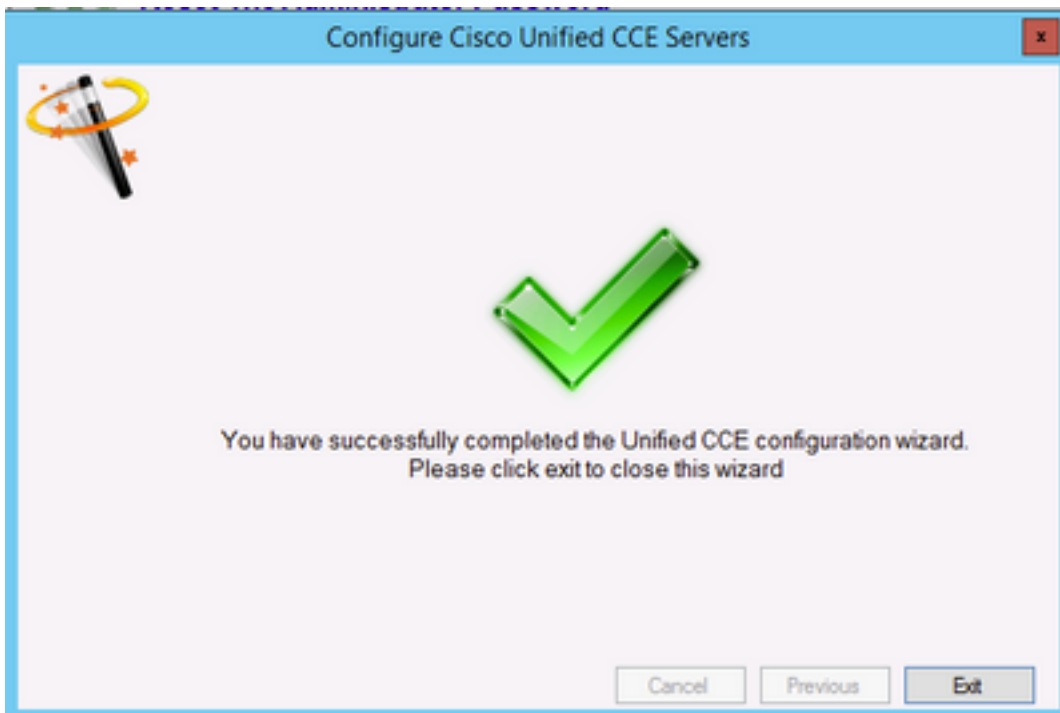 Configure Cisco Unified CCE Servers
x
You have successfully completed the Unified CCE configuration wizard.
Please click exit to close this wizard
Cancel
Previous
Exit